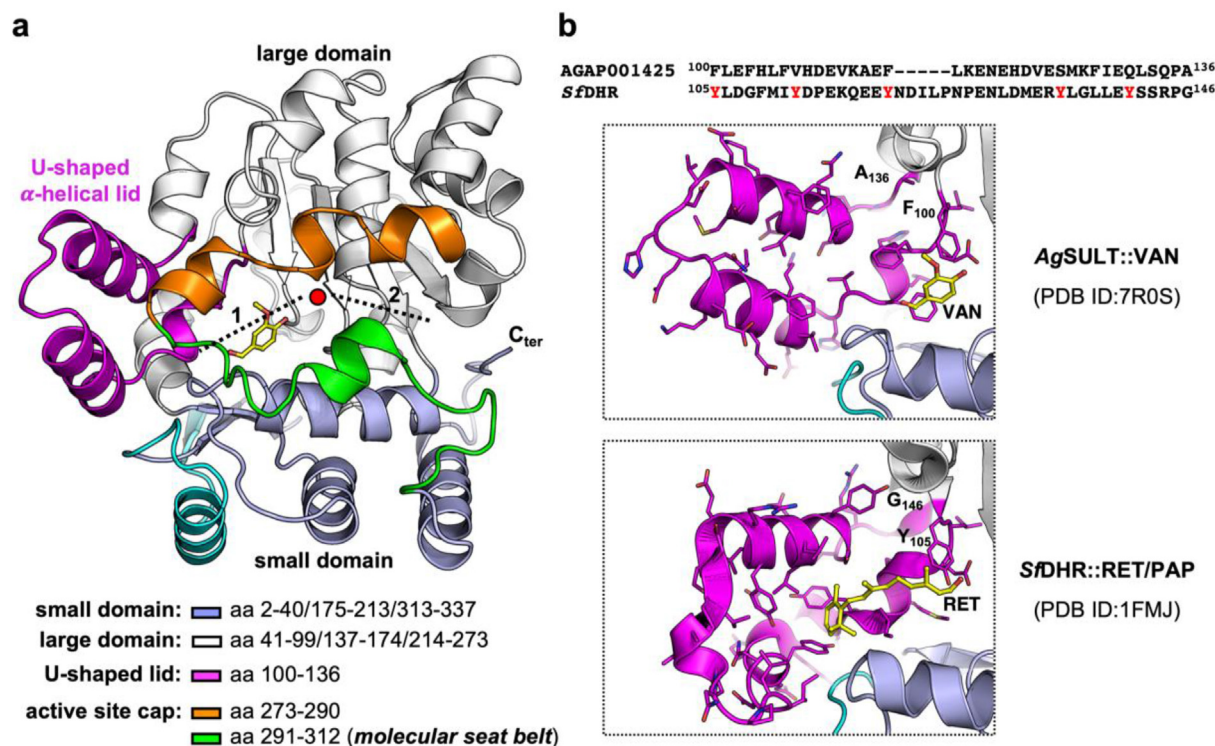 a
large domain
U-shaped
α-helical lid
1
2
Cter
small domain
small domain: aa 2-40/175-213/313-337
large domain: aa 41-99/137-174/214-273
U-shaped lid: aa 100-136
active site cap: aa 273-290
aa 291-312 (molecular seat belt)
b
AGAP001425 100FLEFHLFVHDEVKAEF-----LKENEHDVESMKFIEQLSQPA136
SfDHR 105YLDGFMIYDPEKQEEYNDILPNPENLDMERYLGLLEYSSRPG146
A136
F100
VAN
AgSULT::VAN
(PDB ID:7R0S)
G146
Y105
RET
SfDHR::RET/PAP
(PDB ID:1FMJ)